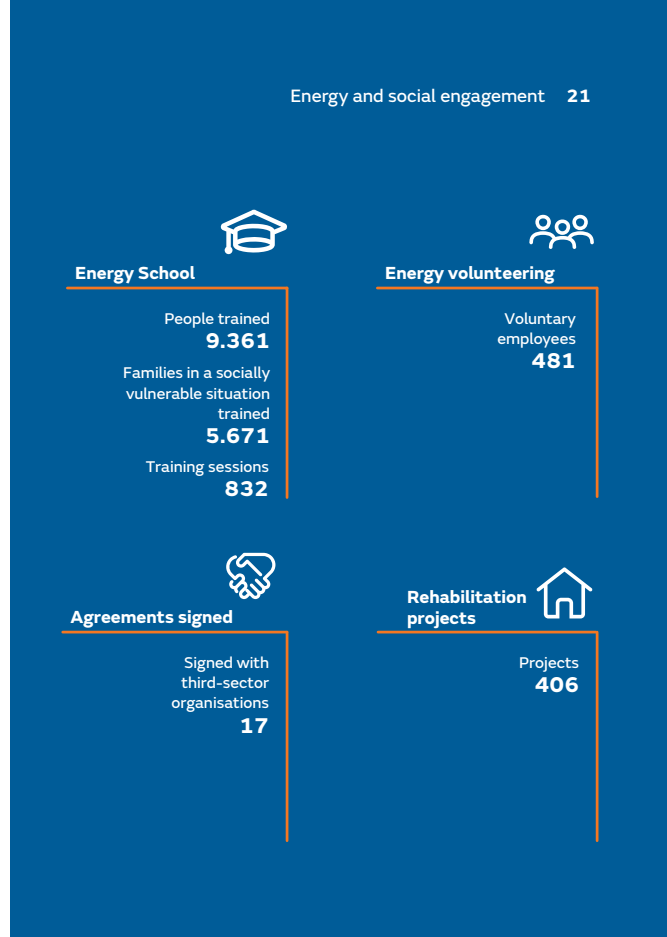 Energy and social engagement 21
Energy School
People trained
9.361
Families in a socially
vulnerable situation
trained
5.671
Training sessions
832
Energy volunteering
Voluntary
employees
481
Agreements signed
Signed with
third-sector
organisations
17
Rehabilitation
projects
Projects
406